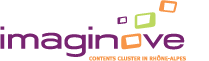 imaginove
CONTENTS CLUSTER IN RHÔNE-ALPES